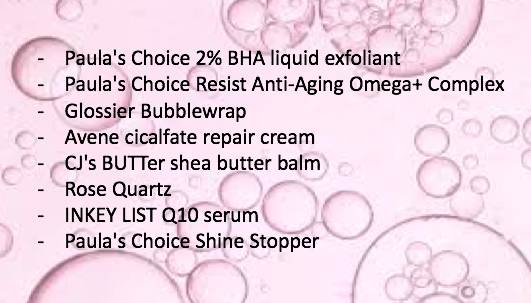 - Paula's Choice 2% BHA liquid exfoliant
- Paula's Choice Resist Anti-Aging Omega+ Complex
- Glossier Bubblewrap
- Avene cicalfate repair cream
- CJ's BUTTer shea butter balm
- Rose Quartz
- INKEY LIST Q10 serum
- Paula's Choice Shine Stopper